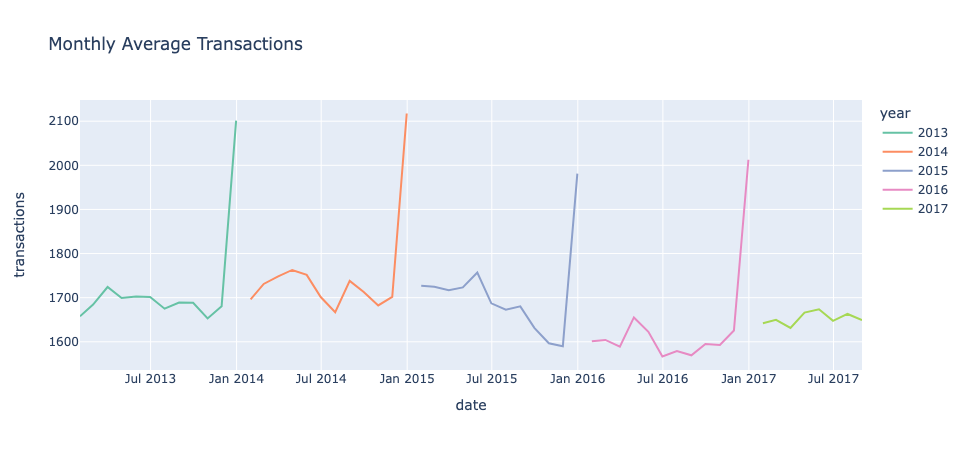 Monthly Average Transactions
year
2013
2014
2015
2016
2017
transactions
2100
2000
1900
1800
1700
1600
Jul 2013 Jan 2014 Jul 2014 Jan 2015 Jul 2015 Jan 2016 Jul 2016 Jan 2017 Jul 2017
date